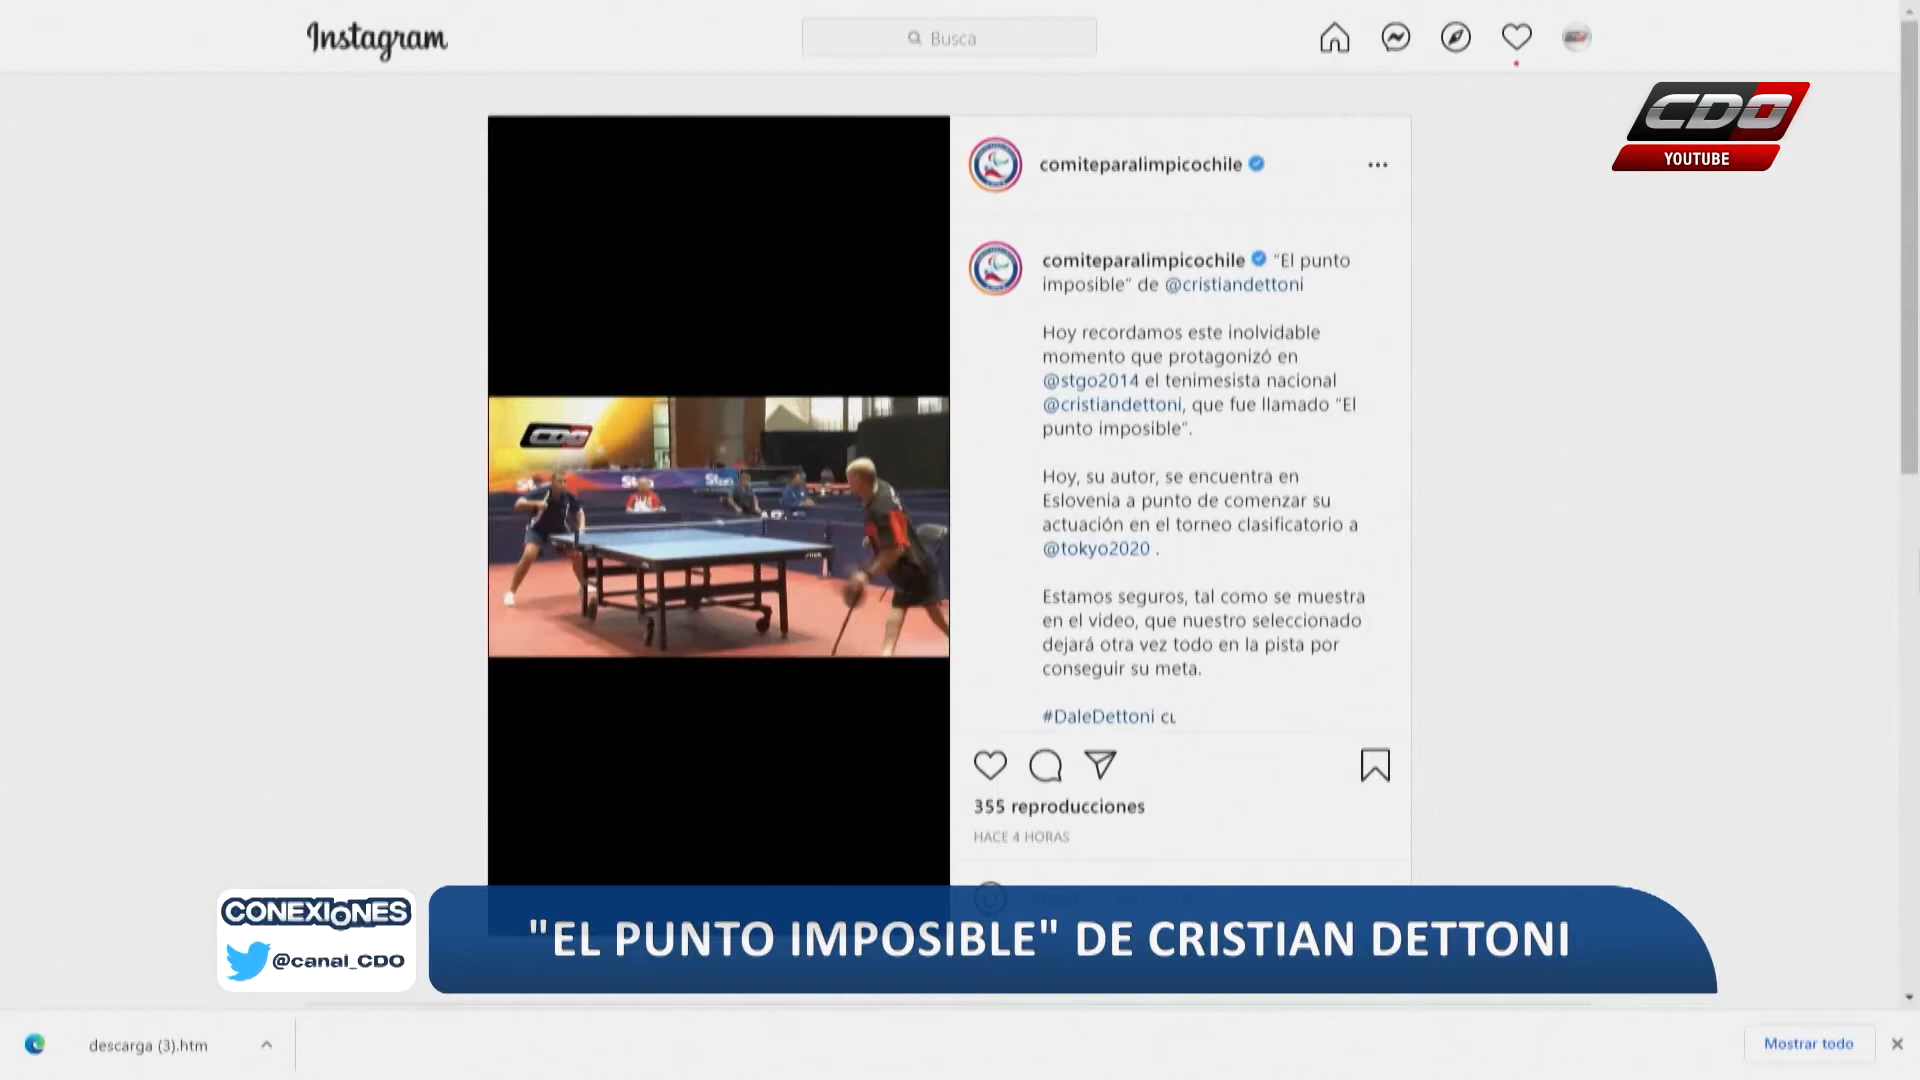 Instagram
Busca
CDO
YOUTUBE
comiteparalimpicochile
comiteparalimpicochile "El punto
imposible" de @cristiandettoni
Hoy recordamos este inolvidable
momento que protagonizó en
@stgo2014 el tenimesista nacional
@cristiandettoni, que fue llamado "El
punto imposible".
Hoy, su autor, se encuentra en
Eslovenia a punto de comenzar su
actuación en el torneo clasificatorio a
@tokyo2020 .
Estamos seguros, tal como se muestra
en el video, que nuestro seleccionado
dejará otra vez todo en la pista por
conseguir su meta.
#DaleDettoni CL
CDO
355 reproducciones
HACE 4 HORAS
CONEXIONES
@canal_CDO
"EL PUNTO IMPOSIBLE" DE CRISTIAN DETTONI
descarga (3).htm
Mostrar todo